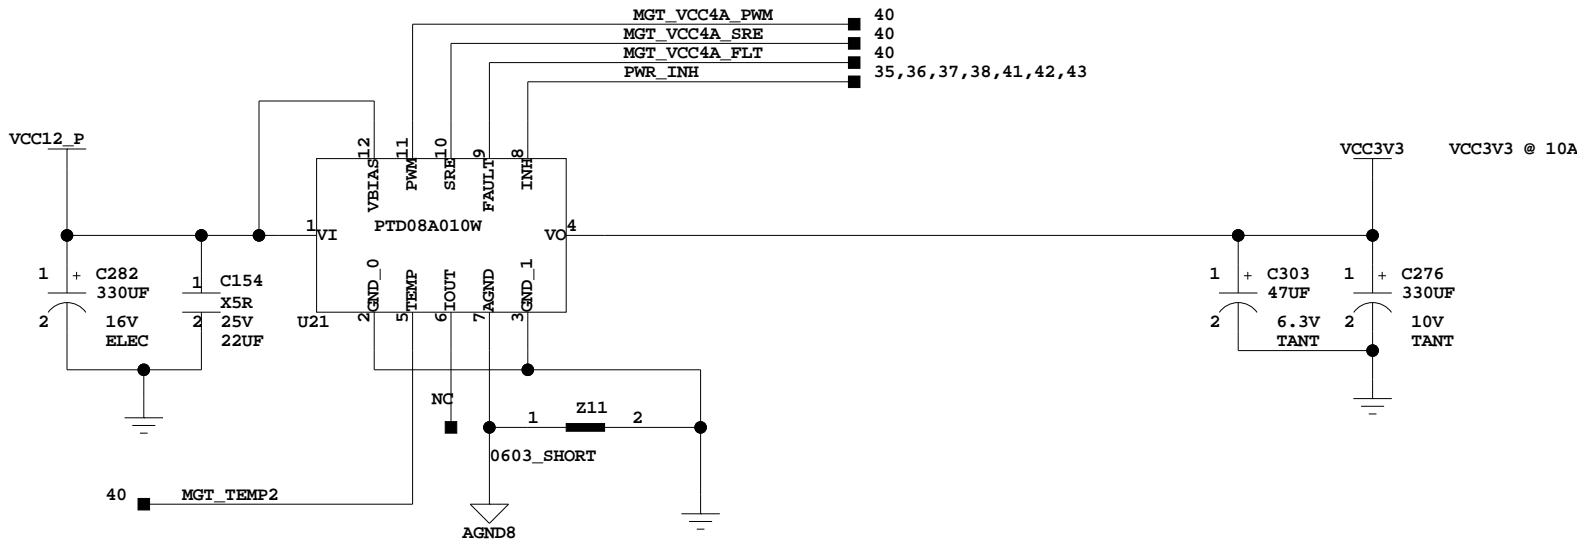 MGT_VCC4A_PWM 40
MGT_VCC4A_SRE 40
MGT_VCC4A_FLT 40
PWR_INH 35,36,37,38,41,42,43
VCC12_P
VCC3V3 VCC3V3 @ 10A
12 11 10 9 8
VBIAS PWM SRE FAULT INH
PTD08A010W
1 VI VO 4
GND_0 TEMP IOUT AGND GND_1
2 5 6 7 3
U21
1 + C282
330UF
2 16V
ELEC
1 C154
X5R
2 25V
22UF
1 + C303
47UF
2 6.3V
TANT
1 + C276
330UF
2 10V
TANT
NC
1 Z11 2
0603_SHORT
40 MGT_TEMP2
AGND8